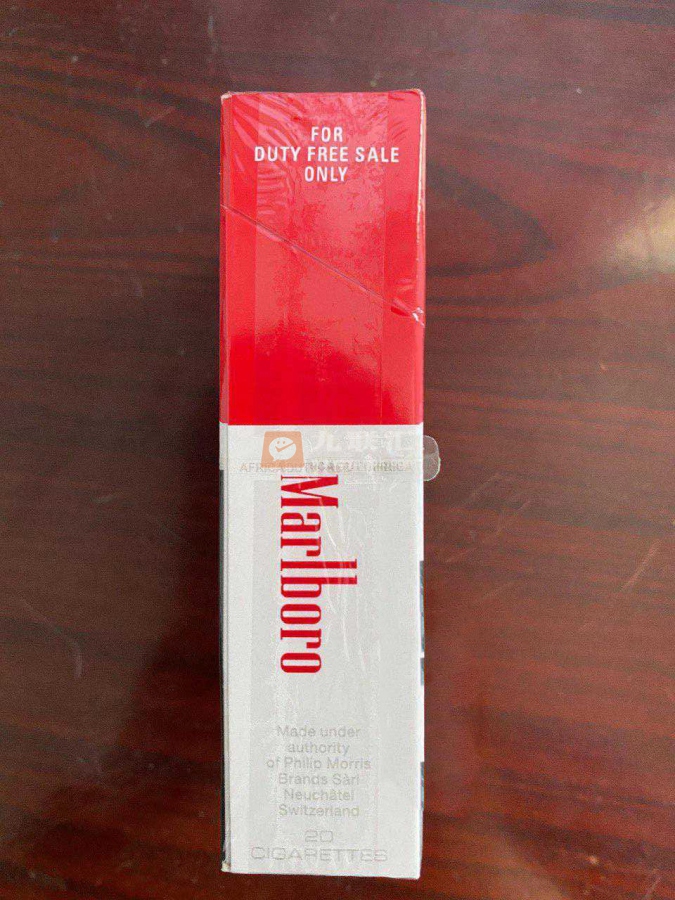 FOR
DUTY FREE SALE
ONLY
Marlboro
Made under
authority
of Philip Morris
Brands Sàrl
Neuchâtel
Switzerland
20
CIGARETTES